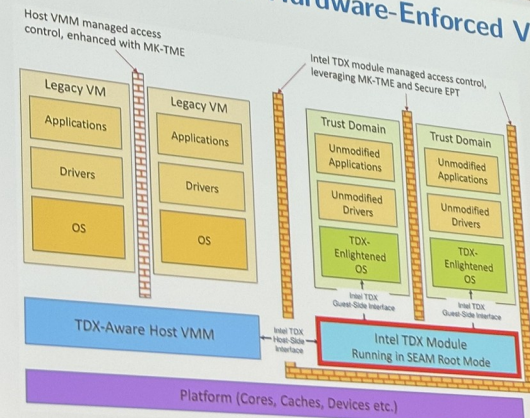 Hardware-Enforced V
Host VMM managed access
control, enhanced with MK-TME
Intel TDX module managed access control,
leveraging MK-TME and Secure EPT
Legacy VM
Applications
Drivers
OS
Legacy VM
Applications
Drivers
OS
Trust Domain
Unmodified
Applications
Unmodified
Drivers
TDX-
Enlightened
OS
Trust Domain
Unmodified
Applications
Unmodified
Drivers
TDX-
Enlightened
OS
Intel TDX
Guest-Side Interface
Intel TDX
Guest-Side Interface
TDX-Aware Host VMM
Intel TDX
Host-Side
Interface
Intel TDX Module
Running in SEAM Root Mode
Platform (Cores, Caches, Devices etc.)